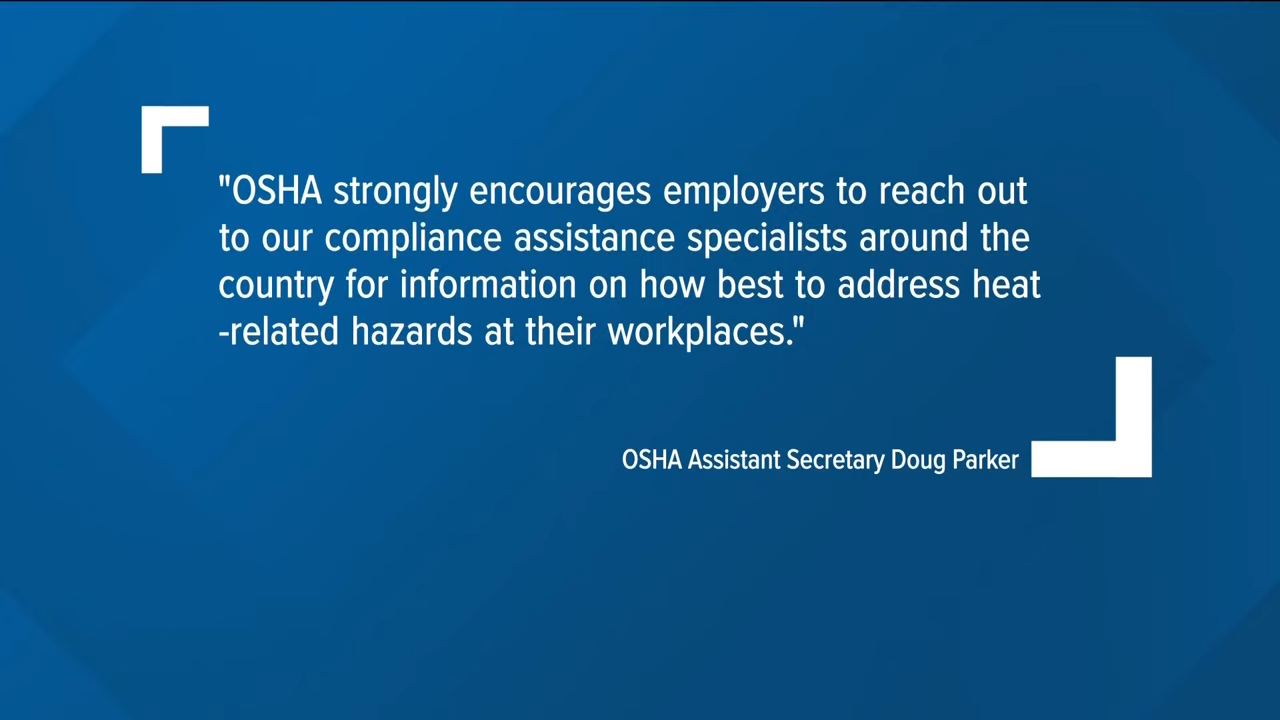 "OSHA strongly encourages employers to reach out
to our compliance assistance specialists around the
country for information on how best to address heat
-related hazards at their workplaces."
OSHA Assistant Secretary Doug Parker